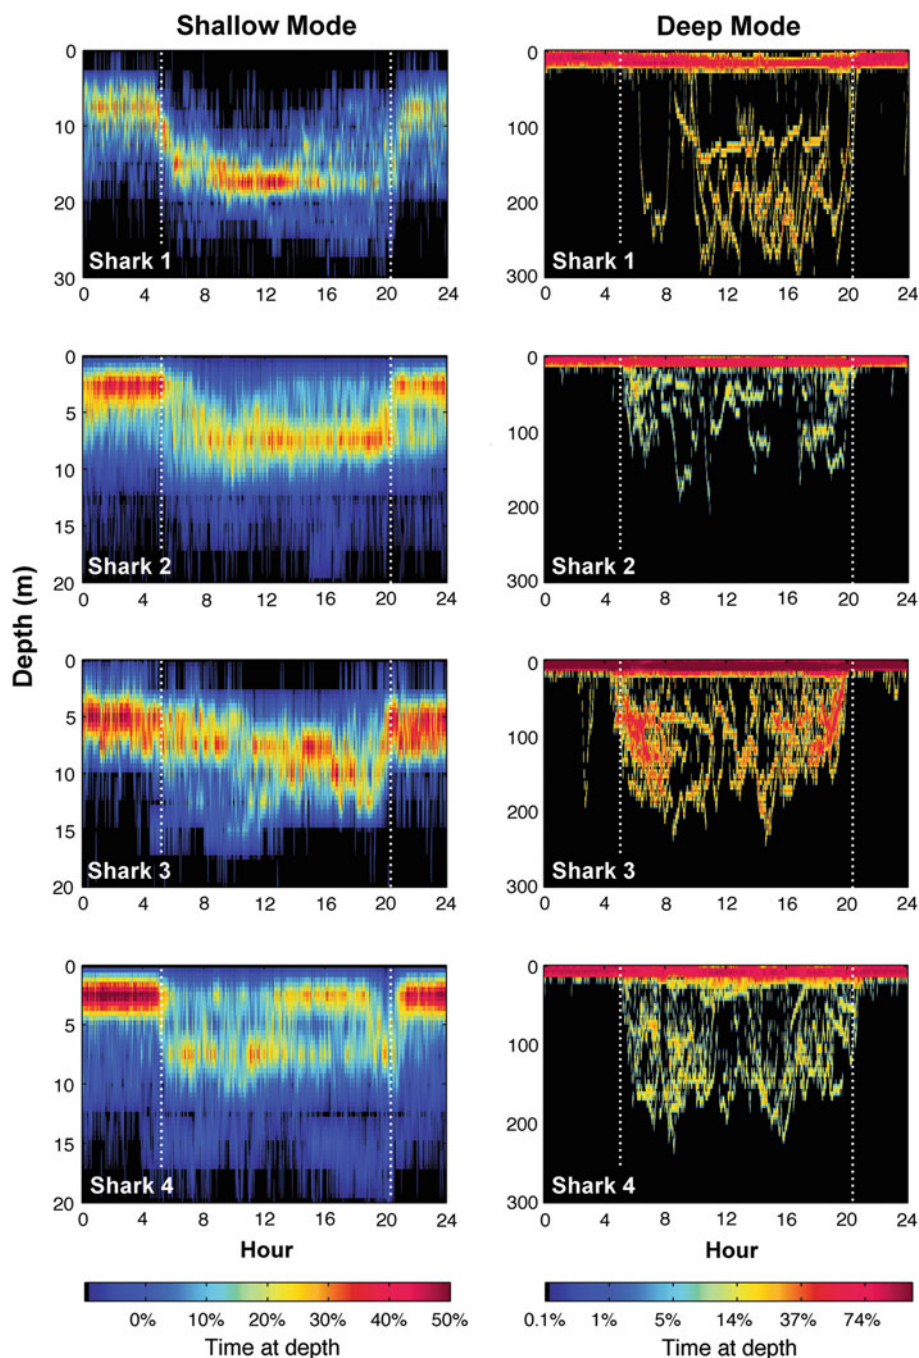 Shallow Mode
Deep Mode
Depth (m)
0
10
20
30
Shark 1
0 4 8 12 16 20 24
0
100
200
300
Shark 1
0 4 8 12 16 20 24
0
5
10
15
20
Shark 2
0 4 8 12 16 20 24
0
100
200
300
Shark 2
0 4 8 12 16 20 24
0
5
10
15
20
Shark 3
0 4 8 12 16 20 24
0
100
200
300
Shark 3
0 4 8 12 16 20 24
0
5
10
15
20
Shark 4
0 4 8 12 16 20 24
Hour
0
100
200
300
Shark 4
0 4 8 12 16 20 24
Hour
0% 10% 20% 30% 40% 50%
Time at depth
0.1% 1% 5% 14% 37% 74%
Time at depth